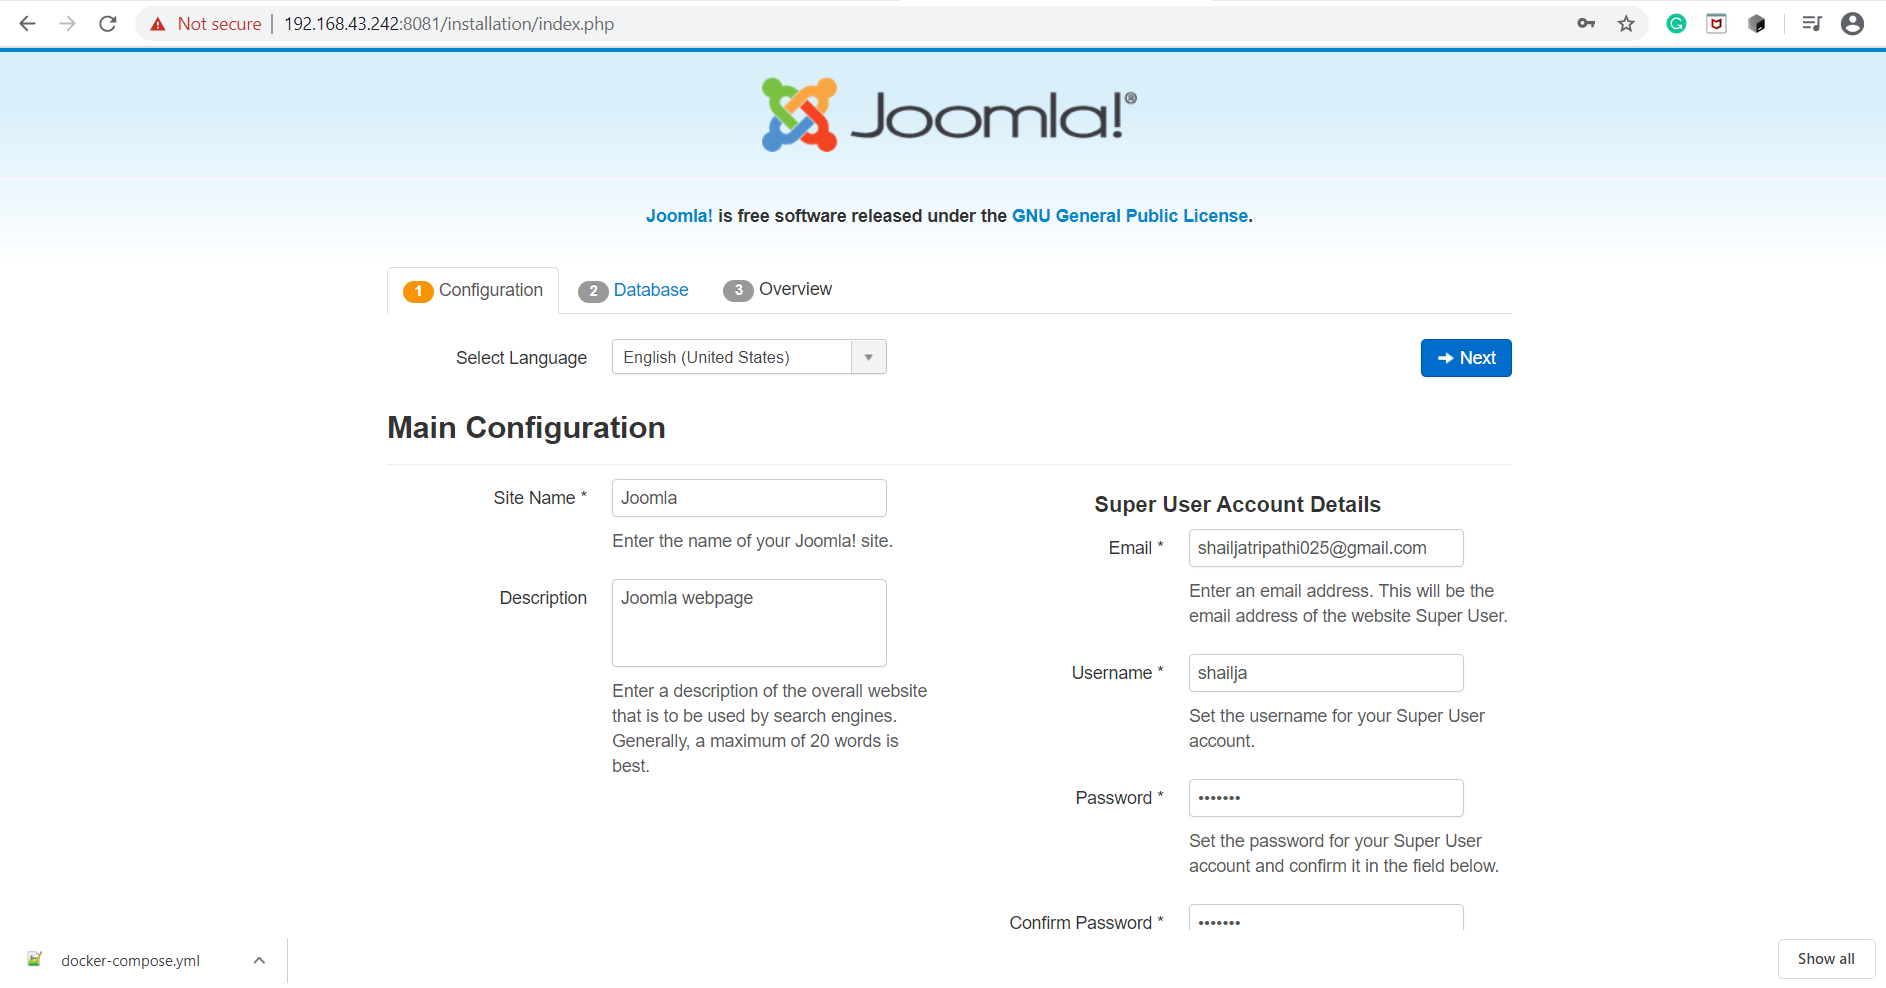 Not secure | 192.168.43.242:8081/installation/index.php
Joomla!®
Joomla! is free software released under the GNU General Public License.
1 Configuration
2 Database
3 Overview
Select Language
English (United States)
Next
Main Configuration
Site Name *
Joomla
Enter the name of your Joomla! site.
Description
Joomla webpage
Enter a description of the overall website
that is to be used by search engines.
Generally, a maximum of 20 words is
best.
Super User Account Details
Email *
shailjatripathi025@gmail.com
Enter an email address. This will be the
email address of the website Super User.
Username *
shailja
Set the username for your Super User
account.
Password *
•••••••
Set the password for your Super User
account and confirm it in the field below.
Confirm Password *
•••••••
docker-compose.yml
Show all